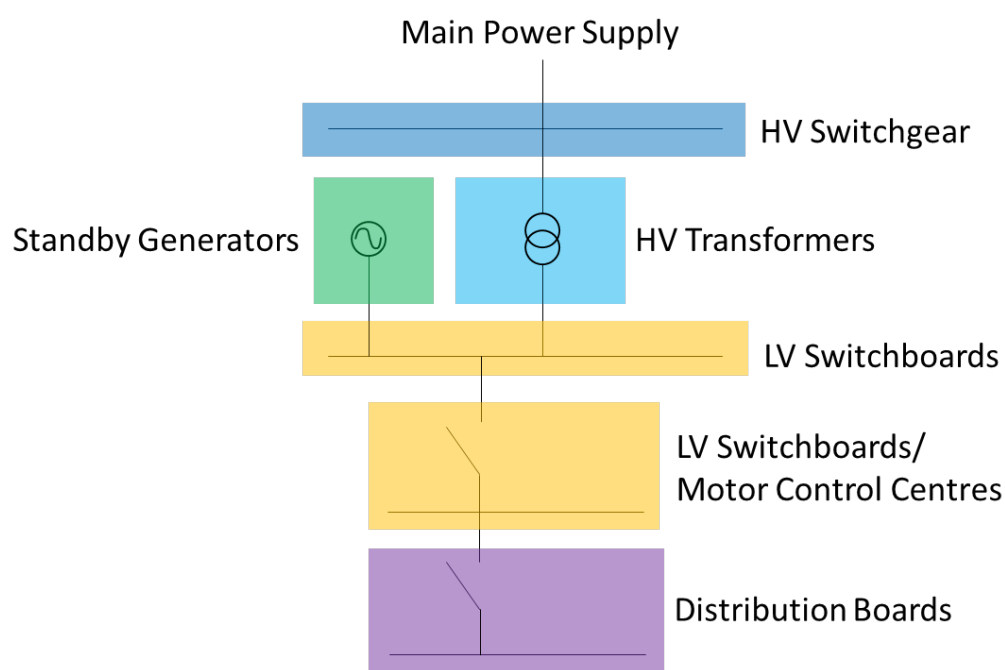 Main Power Supply
HV Switchgear
Standby Generators
HV Transformers
LV Switchboards
LV Switchboards/
Motor Control Centres
Distribution Boards